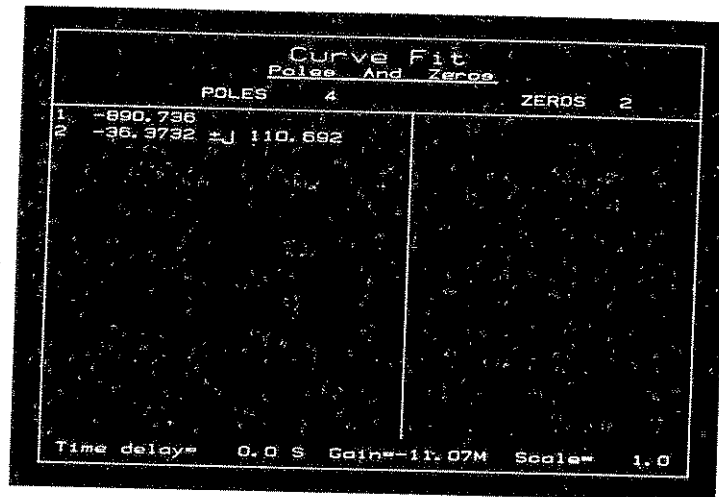 Curve Fit
Poles And Zeros
POLES 4 ZEROS 2
1 -890.736
2 -36.3732 ±j 110.692
Time delay= 0.0 S Gain=-11.07M Scale= 1.0